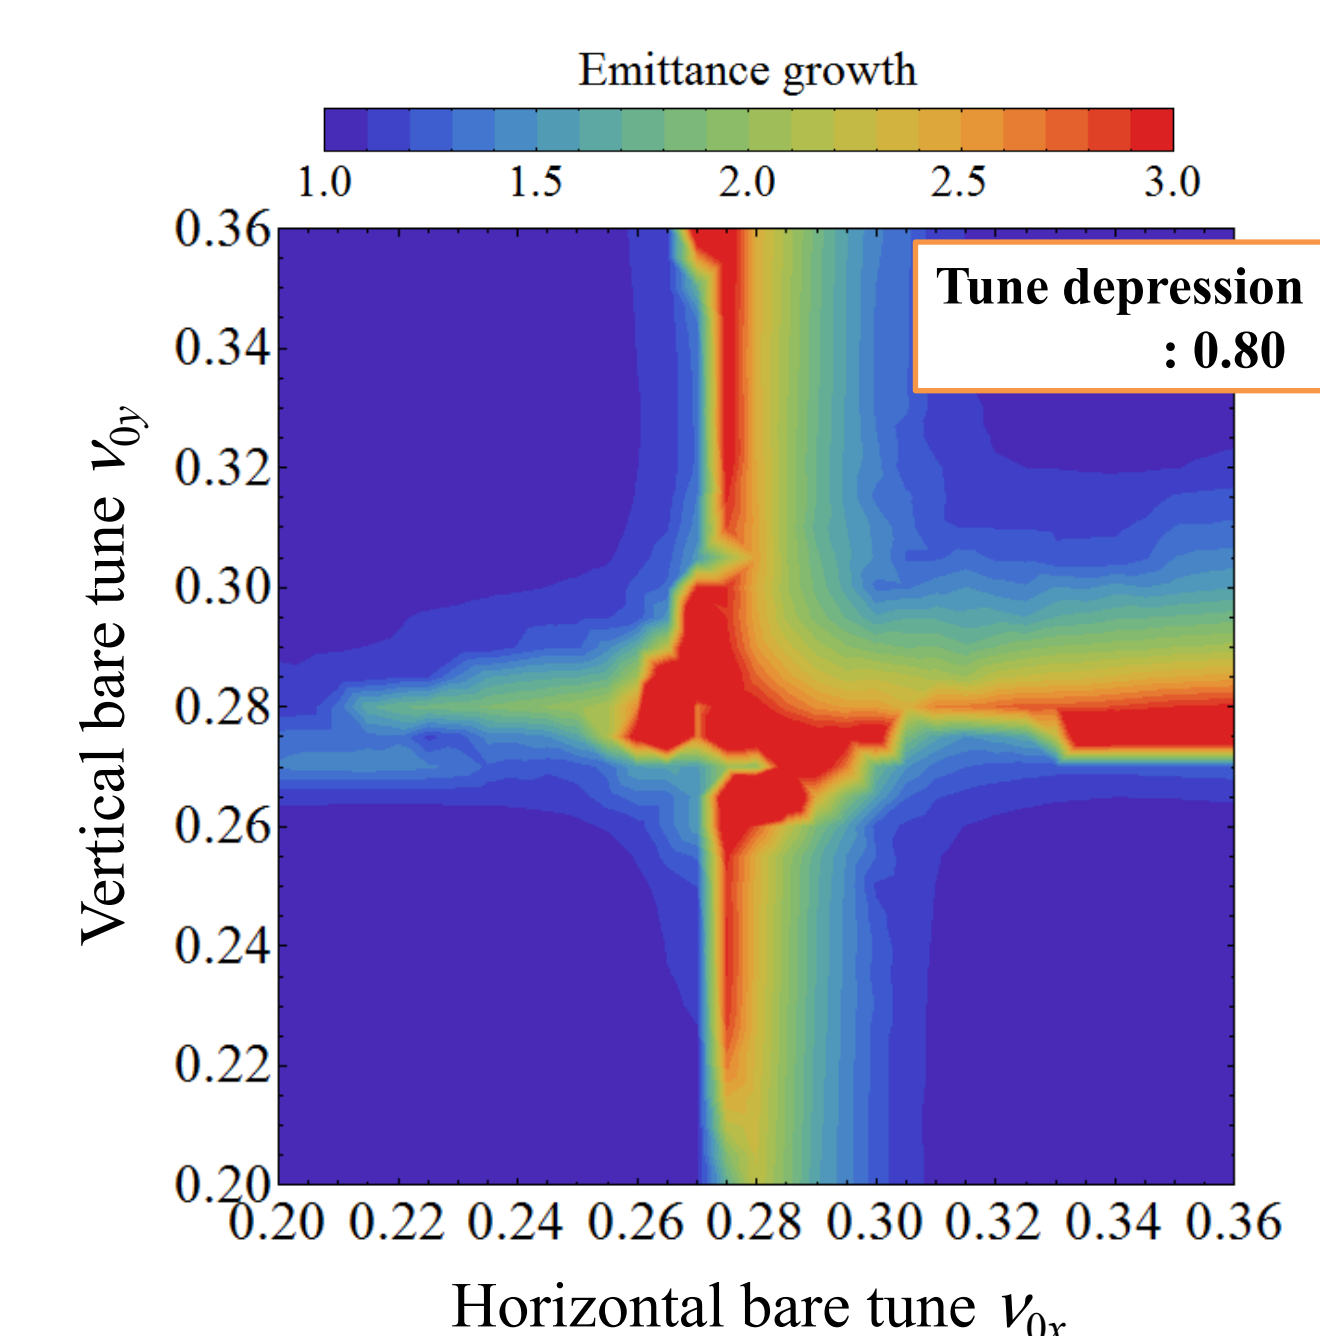 Emittance growth
1.0 1.5 2.0 2.5 3.0
0.36
Tune depression
: 0.80
0.34
0.32
0.30
0.28
0.26
0.24
0.22
0.20
Vertical bare tune ν0y
0.20 0.22 0.24 0.26 0.28 0.30 0.32 0.34 0.36
Horizontal bare tune ν0x